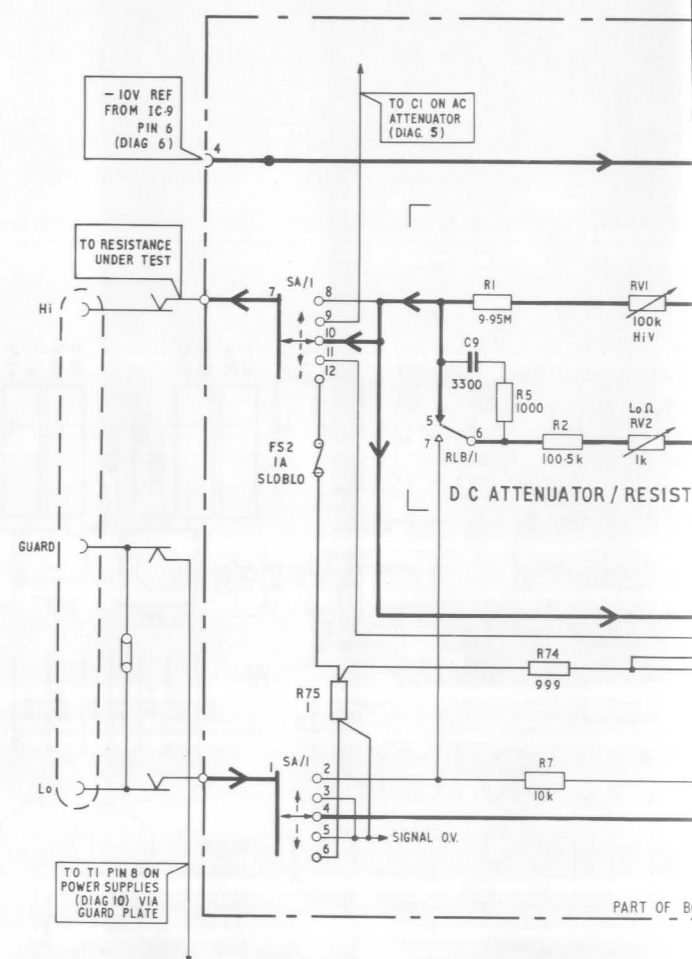 -10V REF
FROM IC9
PIN 6
(DIAG 6)
4
TO C1 ON AC
ATTENUATOR
(DIAG. 5)
TO RESISTANCE
UNDER TEST
Hi
7
SA/1
8
9
10
11
12
R1
9·95M
RV1
100k
Hi V
C9
3300
R5
1000
5
7
6
RLB/1
R2
100·5k
Lo Ω
RV2
1k
FS2
1A
SLOBLO
D C ATTENUATOR / RESIST
GUARD
R74
999
R75
1
1
SA/1
2
3
4
5
6
R7
10k
Lo
SIGNAL O.V.
TO T1 PIN 8 ON
POWER SUPPLIES
(DIAG 10) VIA
GUARD PLATE
PART OF BO